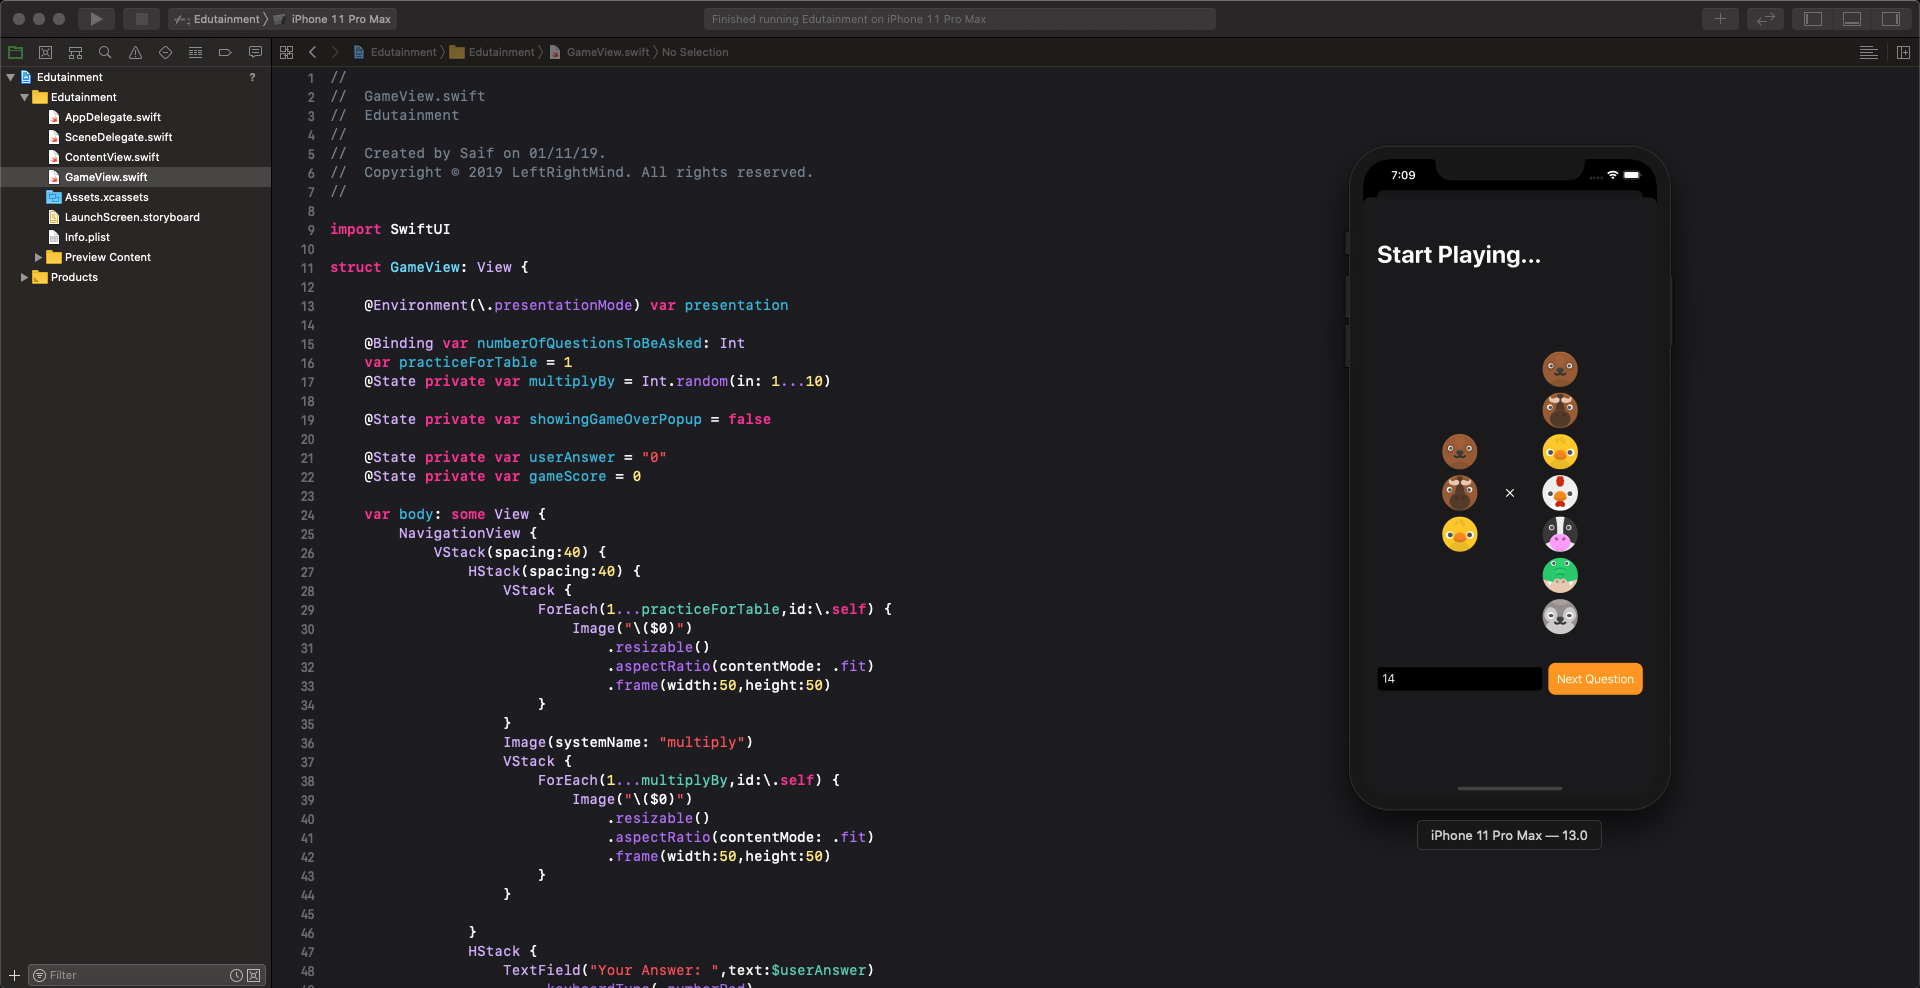 Edutainment
iPhone 11 Pro Max
Finished running Edutainment on iPhone 11 Pro Max
Edutainment
Edutainment
GameView.swift
No Selection
Edutainment
?
Edutainment
AppDelegate.swift
SceneDelegate.swift
ContentView.swift
GameView.swift
Assets.xcassets
LaunchScreen.storyboard
Info.plist
Preview Content
Products
Filter
1 //
2 //  GameView.swift
3 //  Edutainment
4 //
5 //  Created by Saif on 01/11/19.
6 //  Copyright © 2019 LeftRightMind. All rights reserved.
7 //
8
9 import SwiftUI
10
11 struct GameView: View {
12
13     @Environment(\.presentationMode) var presentation
14
15     @Binding var numberOfQuestionsToBeAsked: Int
16     var practiceForTable = 1
17     @State private var multiplyBy = Int.random(in: 1...10)
18
19     @State private var showingGameOverPopup = false
20
21     @State private var userAnswer = "0"
22     @State private var gameScore = 0
23
24     var body: some View {
25         NavigationView {
26             VStack(spacing:40) {
27                 HStack(spacing:40) {
28                     VStack {
29                         ForEach(1...practiceForTable,id:\.self) {
30                             Image("\($0)")
31                                 .resizable()
32                                 .aspectRatio(contentMode: .fit)
33                                 .frame(width:50,height:50)
34                         }
35                     }
36                     Image(systemName: "multiply")
37                     VStack {
38                         ForEach(1...multiplyBy,id:\.self) {
39                             Image("\($0)")
40                                 .resizable()
41                                 .aspectRatio(contentMode: .fit)
42                                 .frame(width:50,height:50)
43                         }
44                     }
45
46                 }
47                 HStack {
48                     TextField("Your Answer: ",text:$userAnswer)
7:09
Start Playing...
×
14
Next Question
iPhone 11 Pro Max — 13.0